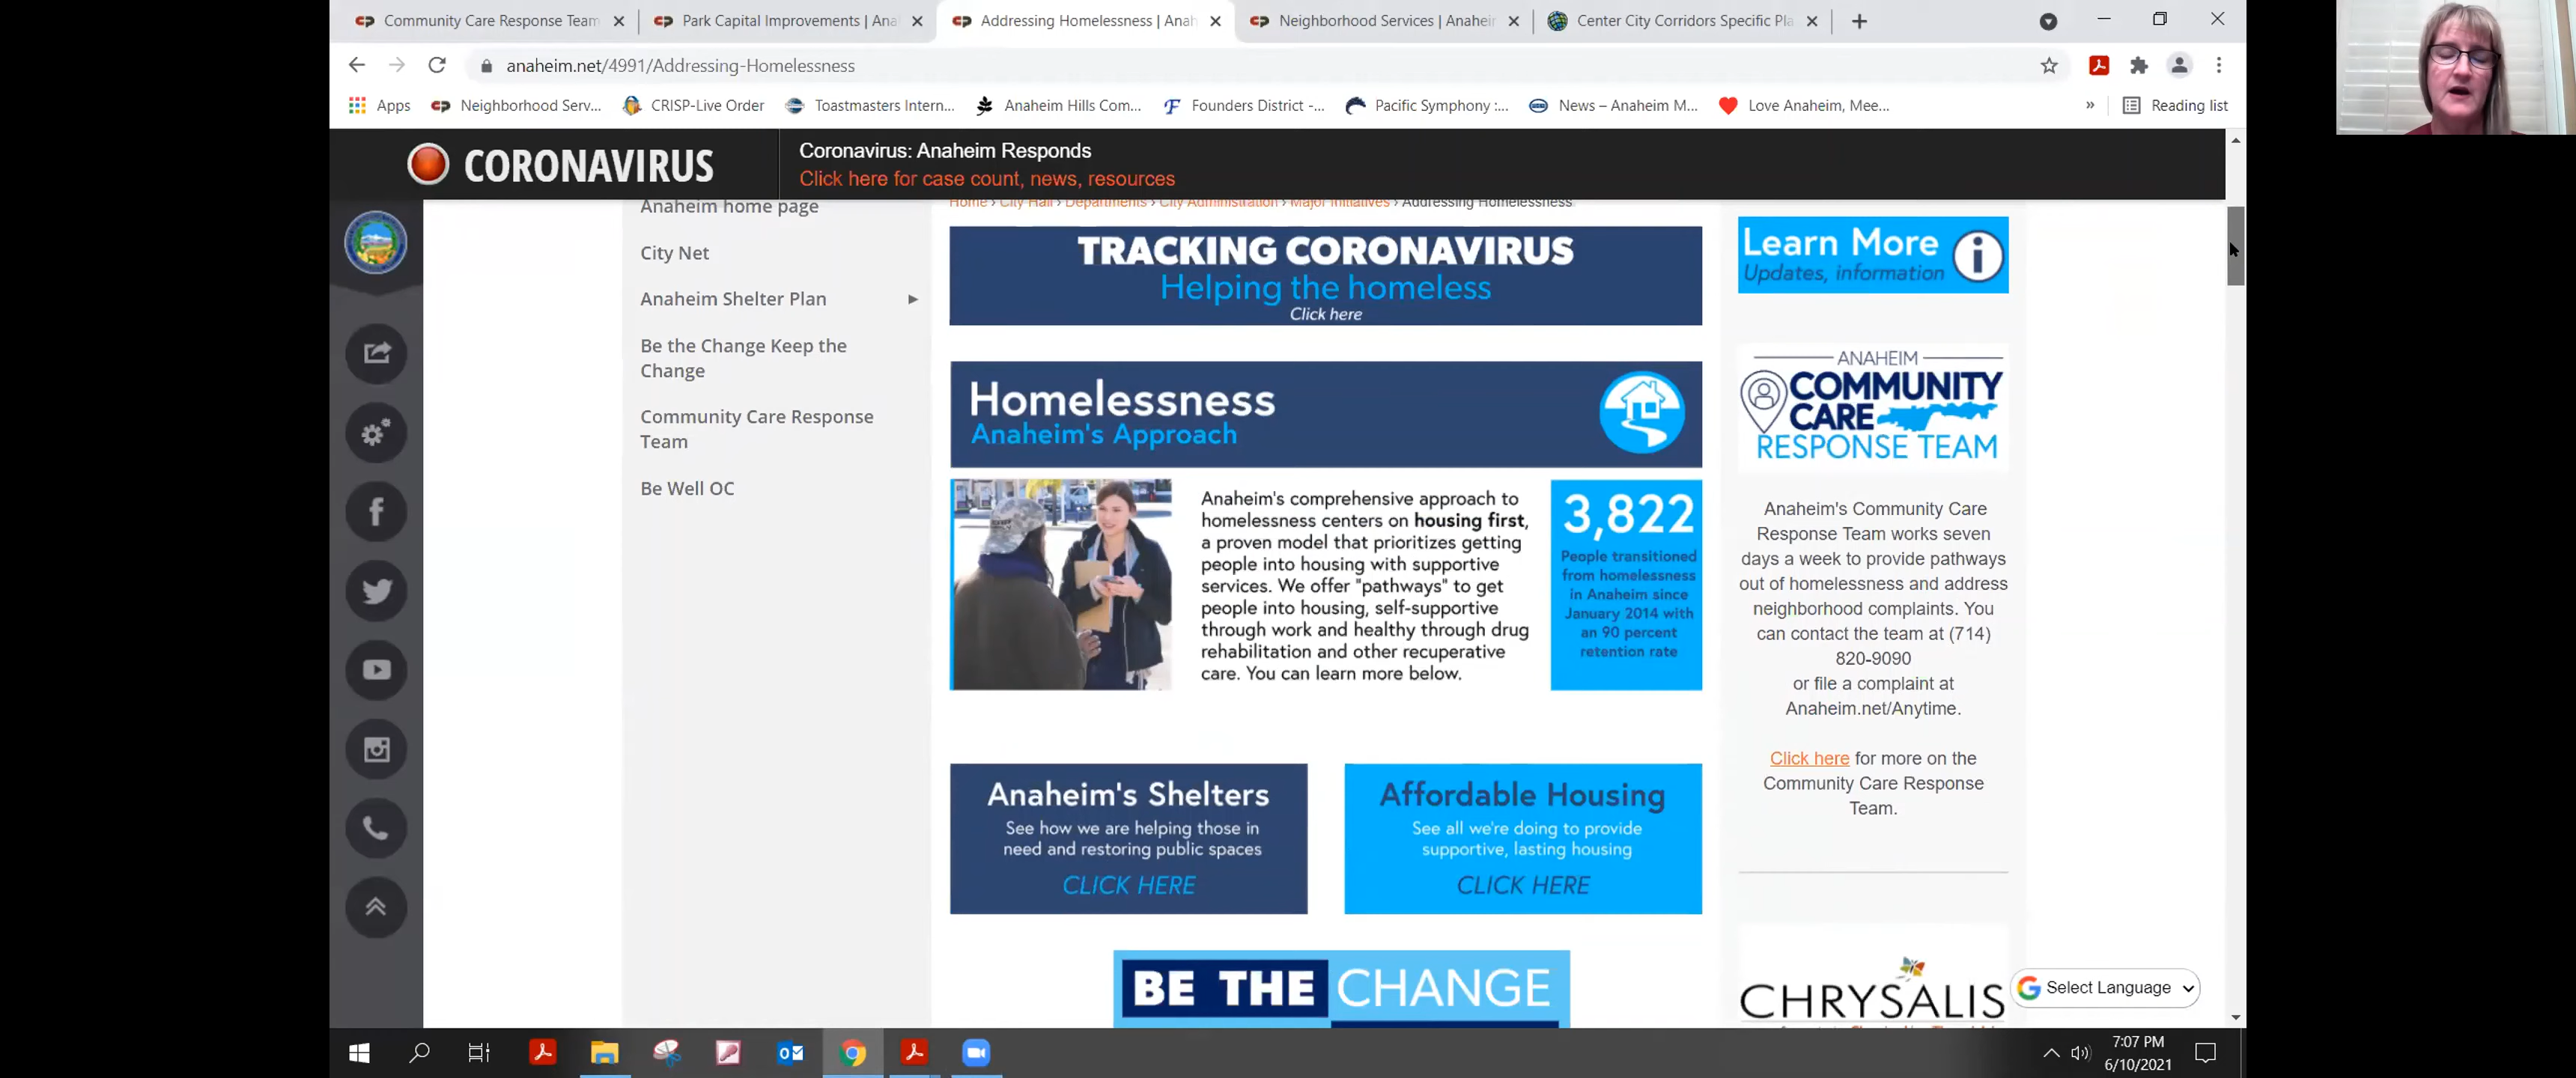 Community Care Response Team
Park Capital Improvements | Ana
Addressing Homelessness | Anah
Neighborhood Services | Anaheim
Center City Corridors Specific Pla
anaheim.net/4991/Addressing-Homelessness
Apps
Neighborhood Serv...
CRISP-Live Order
Toastmasters Intern...
Anaheim Hills Com...
Founders District -...
Pacific Symphony :...
News – Anaheim M...
Love Anaheim, Mee...
»
Reading list
CORONAVIRUS
Coronavirus: Anaheim Responds
Click here for case count, news, resources
Anaheim home page
City Net
Anaheim Shelter Plan
Be the Change Keep the
Change
Community Care Response
Team
Be Well OC
Home › City Hall › Departments › City Administration › Major Initiatives › Addressing Homelessness
TRACKING CORONAVIRUS
Helping the homeless
Click here
Homelessness
Anaheim's Approach
Anaheim's comprehensive approach to
homelessness centers on housing first,
a proven model that prioritizes getting
people into housing with supportive
services. We offer "pathways" to get
people into housing, self-supportive
through work and healthy through drug
rehabilitation and other recuperative
care. You can learn more below.
3,822
People transitioned
from homelessness
in Anaheim since
January 2014 with
an 90 percent
retention rate
Anaheim's Shelters
See how we are helping those in
need and restoring public spaces
CLICK HERE
Affordable Housing
See all we're doing to provide
supportive, lasting housing
CLICK HERE
BE THE CHANGE
Learn More
Updates, information
ANAHEIM
COMMUNITY
CARE
RESPONSE TEAM
Anaheim's Community Care
Response Team works seven
days a week to provide pathways
out of homelessness and address
neighborhood complaints. You
can contact the team at (714)
820-9090
or file a complaint at
Anaheim.net/Anytime.
Click here for more on the
Community Care Response
Team.
CHRYSALIS
Select Language
7:07 PM
6/10/2021